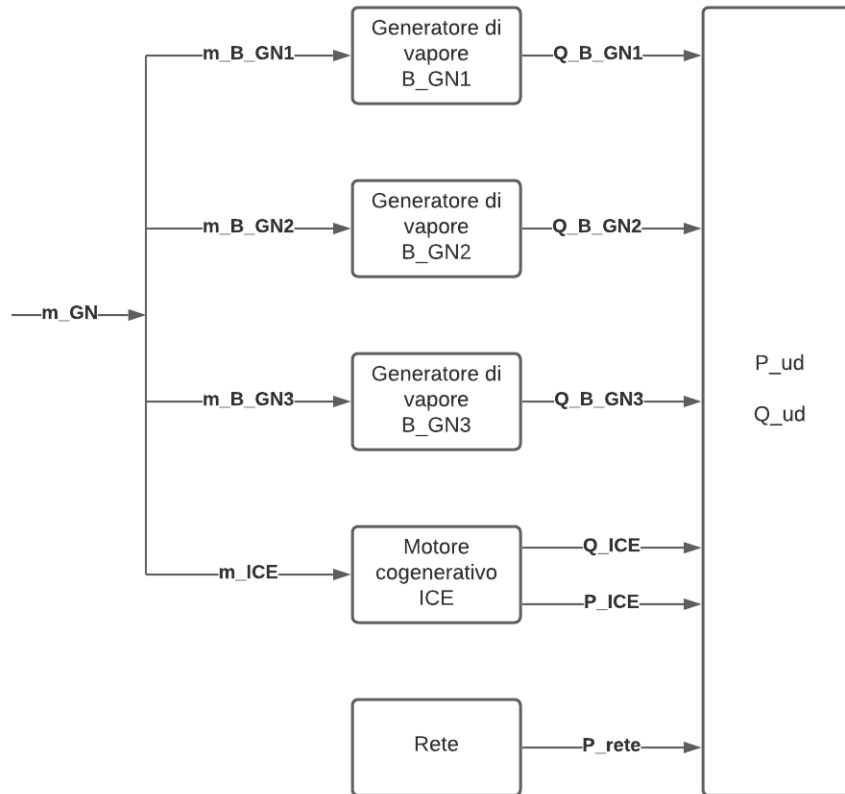 m_B_GN1
Generatore di
vapore
B_GN1
Q_B_GN1
m_B_GN2
Generatore di
vapore
B_GN2
Q_B_GN2
m_GN
m_B_GN3
Generatore di
vapore
B_GN3
Q_B_GN3
P_ud
Q_ud
m_ICE
Motore
cogenerativo
ICE
Q_ICE
P_ICE
Rete
P_rete